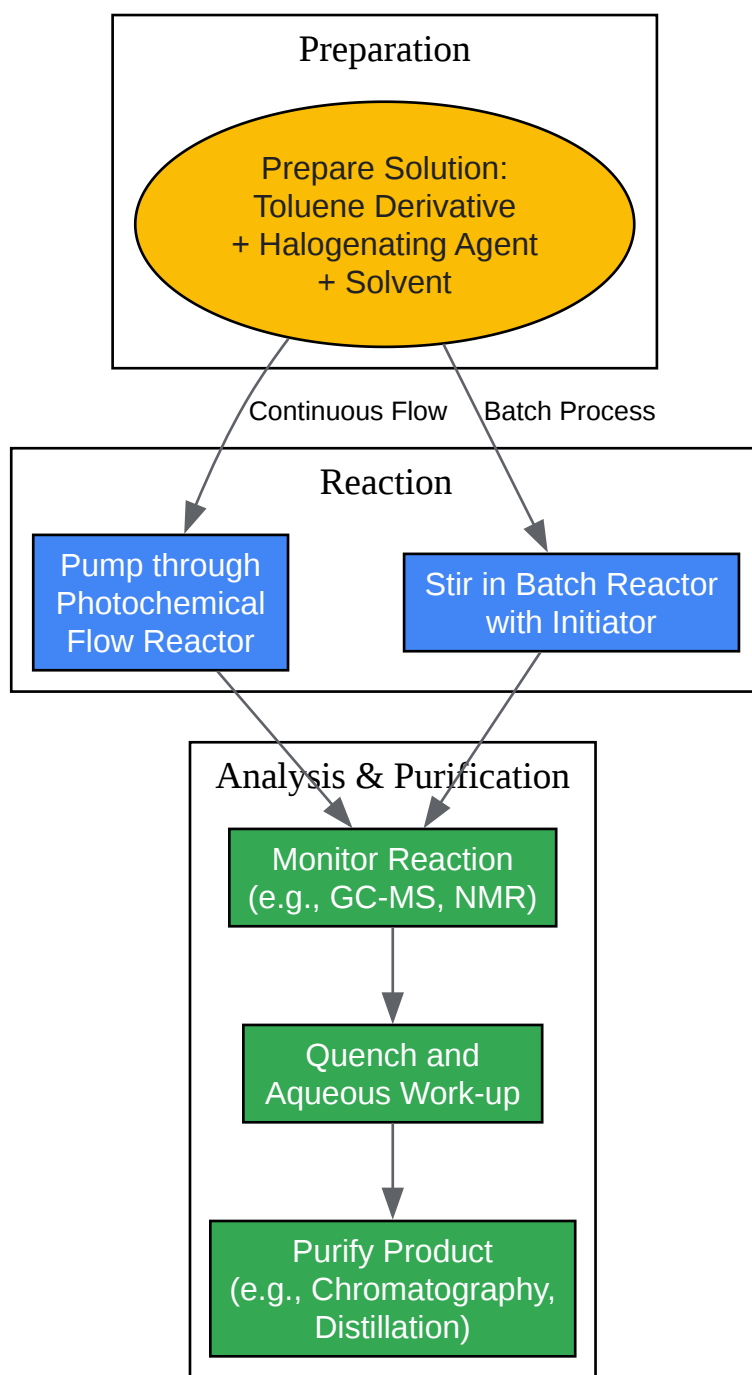 Preparation
Prepare Solution:
Toluene Derivative
+ Halogenating Agent
+ Solvent
Continuous Flow
Batch Process
Reaction
Pump through
Photochemical
Flow Reactor
Stir in Batch Reactor
with Initiator
Analysis & Purification
Monitor Reaction
(e.g., GC-MS, NMR)
Quench and
Aqueous Work-up
Purify Product
(e.g., Chromatography,
Distillation)